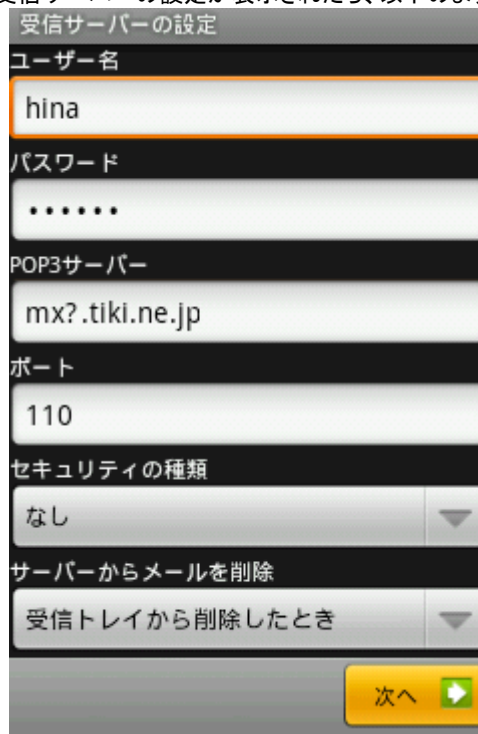 受信サーバーの設定
ユーザー名
hina
パスワード
••••••
POP3サーバー
mx?.tiki.ne.jp
ポート
110
セキュリティの種類
なし
サーバーからメールを削除
受信トレイから削除したとき
次へ